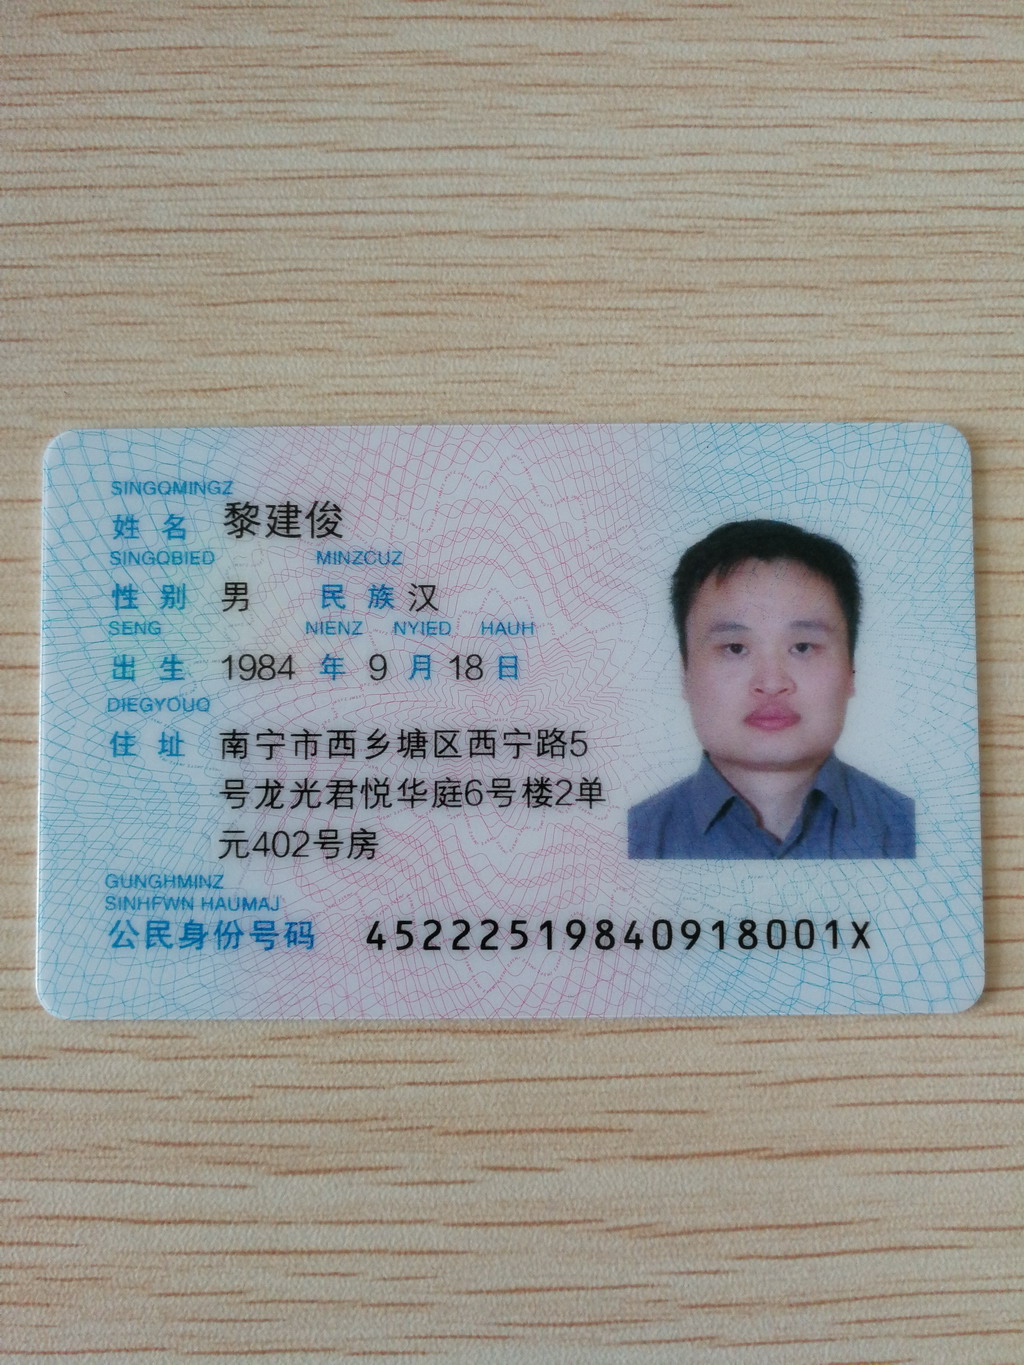 SINGQMINGZ
姓名 黎建俊
SINGQBIED MINZCUZ
性别 男 民族 汉
SENG NIENZ NYIED HAUH
出生 1984 年 9 月 18 日
DIEGYOUQ
住址 南宁市西乡塘区西宁路5
号龙光君悦华庭6号楼2单
元402号房
GUNGHMINZ
SINHFWN HAUMAJ
公民身份号码 45222519840918001X